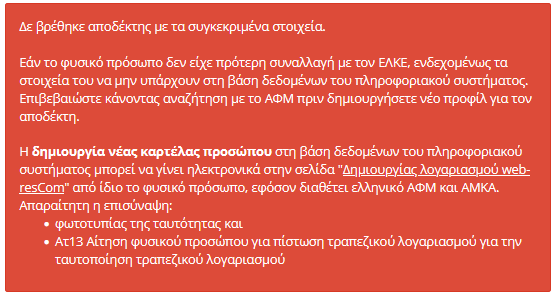 Δε βρέθηκε αποδέκτης με τα συγκεκριμένα στοιχεία.
Εάν το φυσικό πρόσωπο δεν είχε πρότερη συναλλαγή με τον ΕΛΚΕ, ενδεχομένως τα
στοιχεία του να μην υπάρχουν στη βάση δεδομένων του πληροφοριακού συστήματος.
Επιβεβαιώστε κάνοντας αναζήτηση με το ΑΦΜ πριν δημιουργήσετε νέο προφίλ για τον
αποδέκτη.
Η δημιουργία νέας καρτέλας προσώπου στη βάση δεδομένων του πληροφοριακού
συστήματος μπορεί να γίνει ηλεκτρονικά στην σελίδα "Δημιουργίας λογαριασμού web-
resCom" από ίδιο το φυσικό πρόσωπο, εφόσον διαθέτει ελληνικό ΑΦΜ και ΑΜΚΑ.
Απαραίτητη η επισύναψη:
• φωτοτυπίας της ταυτότητας και
• Ατ13 Αίτηση φυσικού προσώπου για πίστωση τραπεζικού λογαριασμού για την
ταυτοποίηση τραπεζικού λογαριασμού